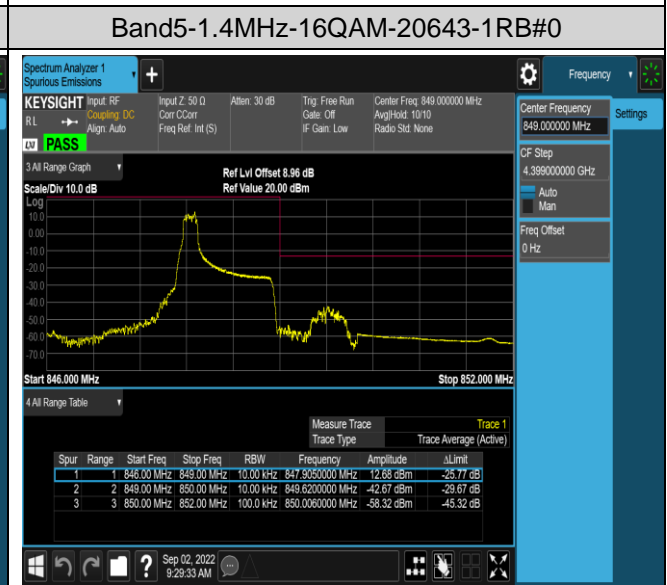 Band5-1.4MHz-16QAM-20643-1RB#0
Spectrum Analyzer 1
Spurious Emissions
+
Frequency
KEYSIGHT
RL
LXI
PASS
Input: RF
Coupling: DC
Align: Auto
Input Z: 50 Ω
Corr CCorr
Freq Ref: Int (S)
Atten: 30 dB
Trig: Free Run
Gate: Off
IF Gain: Low
Center Freq: 849.000000 MHz
Avg|Hold: 10/10
Radio Std: None
Center Frequency
849.000000 MHz
Settings
CF Step
4.399000000 GHz
Auto
Man
Freq Offset
0 Hz
3 All Range Graph
Scale/Div 10.0 dB
Ref Lvl Offset 8.96 dB
Ref Value 20.00 dBm
Log
10.0
0.00
-10.0
-20.0
-30.0
-40.0
-50.0
-60.0
-70.0
Start 846.000 MHz Stop 852.000 MHz
4 All Range Table
Measure Trace Trace 1
Trace Type Trace Average (Active)
Spur Range Start Freq Stop Freq RBW Frequency Amplitude ΔLimit
1 1 846.00 MHz 849.00 MHz 10.00 kHz 847.9050000 MHz 12.68 dBm -25.77 dB
2 2 849.00 MHz 850.00 MHz 10.00 kHz 849.6200000 MHz -42.67 dBm -29.67 dB
3 3 850.00 MHz 852.00 MHz 100.0 kHz 850.0060000 MHz -58.32 dBm -45.32 dB
?
Sep 02, 2022
9:29:33 AM